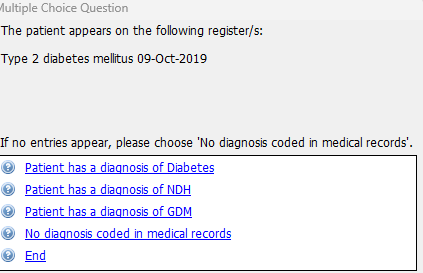 Multiple Choice Question
The patient appears on the following register/s:
Type 2 diabetes mellitus 09-Oct-2019
If no entries appear, please choose 'No diagnosis coded in medical records'.
Patient has a diagnosis of Diabetes
Patient has a diagnosis of NDH
Patient has a diagnosis of GDM
No diagnosis coded in medical records
End